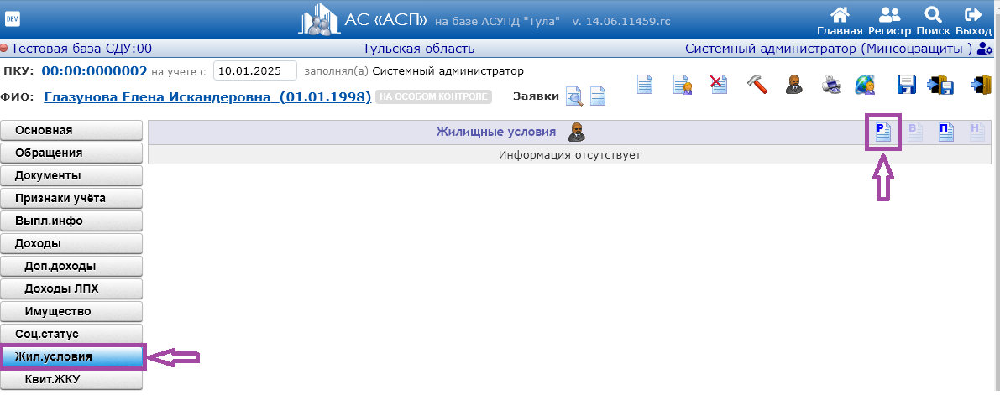 DEV
АС «АСП» на базе АСУПД "Тула" v. 14.06.11459.rc
Главная Регистр Поиск Выход
Тестовая база СДУ:00 Тульская область Системный администратор (Минсоцзащиты )
ПКУ: 00:00:0000002 на учете с 10.01.2025 заполнял(а) Системный администратор
ФИО: Глазунова Елена Искандеровна (01.01.1998) НА ОСОБОМ КОНТРОЛЕ Заявки
Основная
Обращения
Документы
Признаки учёта
Выпл.инфо
Доходы
Доп.доходы
Доходы ЛПХ
Имущество
Соц.статус
Жил.условия
Квит.ЖКУ
Жилищные условия Р В П Н
Информация отсутствует